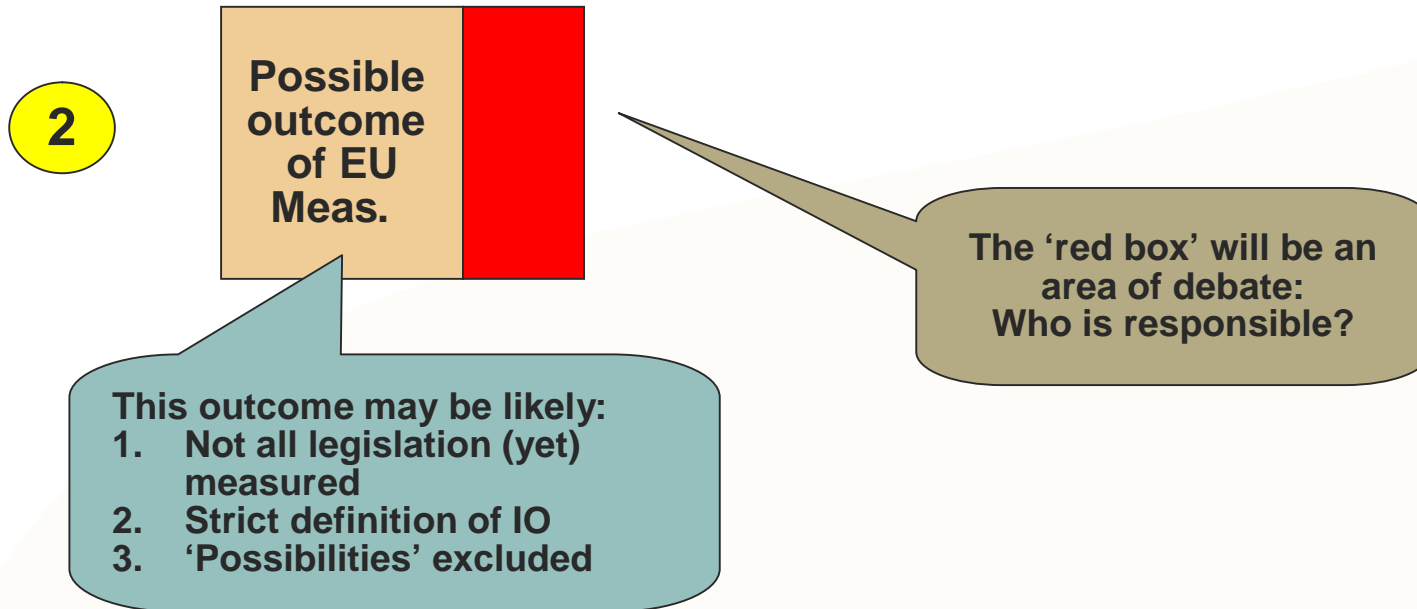 2
Possible
outcome
of EU
Meas.
The ‘red box’ will be an
area of debate:
Who is responsible?
This outcome may be likely:
1. Not all legislation (yet)
measured
2. Strict definition of IO
3. ‘Possibilities’ excluded